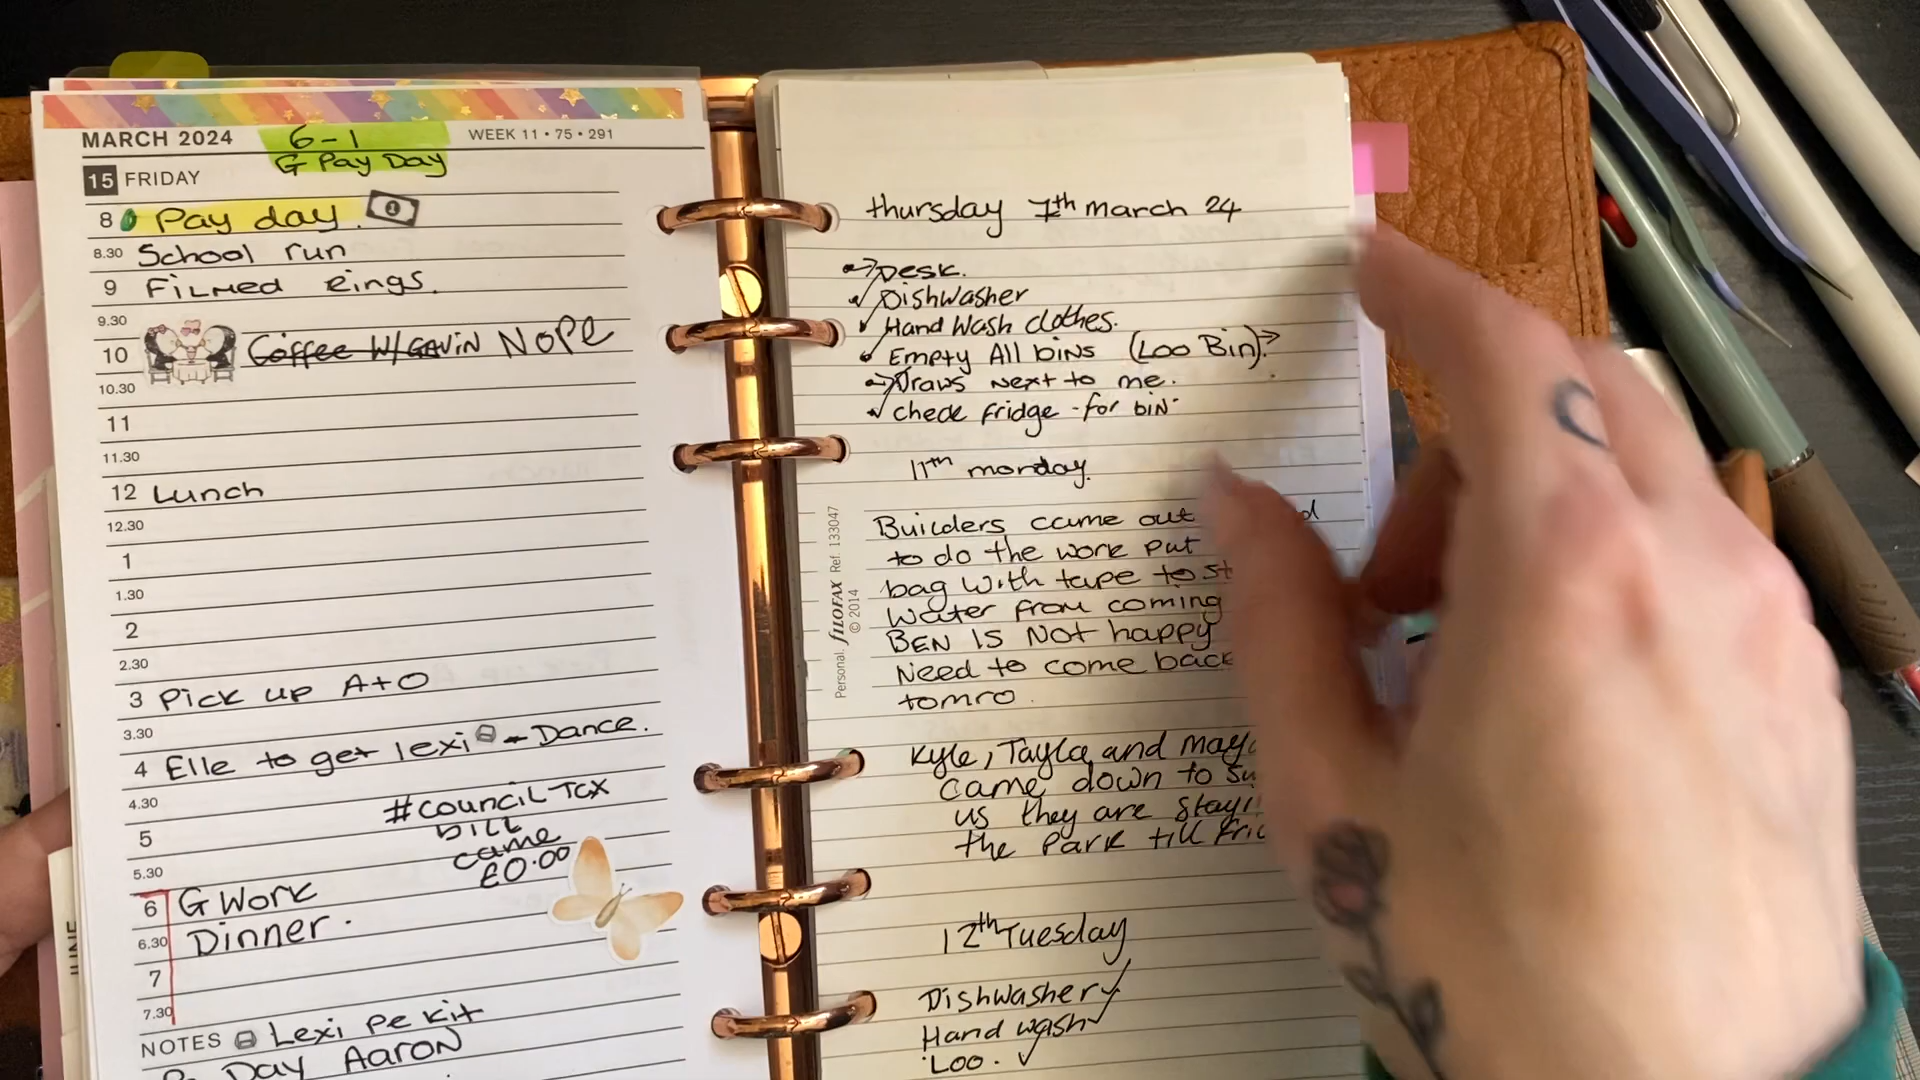 MARCH 2024
6-1
G Pay Day
WEEK 11 • 75 • 291
15 FRIDAY
8 Pay day.
8.30 School run
9 Filmed Rings.
9.30
10 Coffee W/GAViN NOPE
10.30
11
11.30
12 Lunch
12.30
1
1.30
2
2.30
3 Pick up A+O
3.30
4 Elle to get lexi - Dance.
4.30
#council Tax
5
bill
came
£0.00
5.30
6 G Work
6.30 Dinner.
7
7.30
NOTES Lexi Pe kit
Day Aaron
JUNE
thursday 7th march 24
Desk.
Dishwasher
Hand Wash clothes.
Empty All biNs (Loo Bin).
Draws next to me.
check fridge - for biN.
11th monday.
Builders came out
to do the work put
bag with tape to
water from coming
BEN IS NOT happy
Need to come back
tomro.
Kyle, Tayla and
came down to
us they are
the Park till
12th Tuesday
Dishwasher ✓
Hand wash ✓
Loo. ✓
Personal. fILOFAX Ref. 133047
© 2014